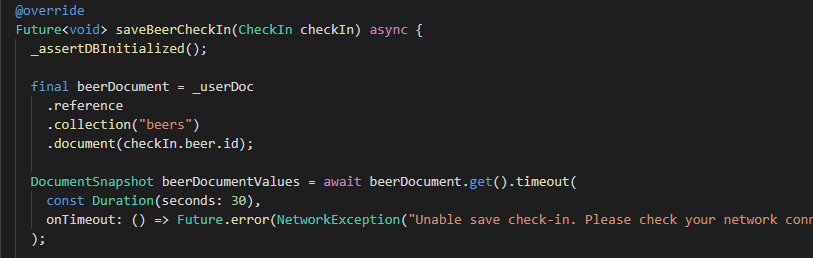 @override
Future<void> saveBeerCheckIn(CheckIn checkIn) async {
_assertDBInitialized();
final beerDocument = _userDoc
.reference
.collection("beers")
.document(checkIn.beer.id);
DocumentSnapshot beerDocumentValues = await beerDocument.get().timeout(
const Duration(seconds: 30),
onTimeout: () => Future.error(NetworkException("Unable save check-in. Please check your network
);